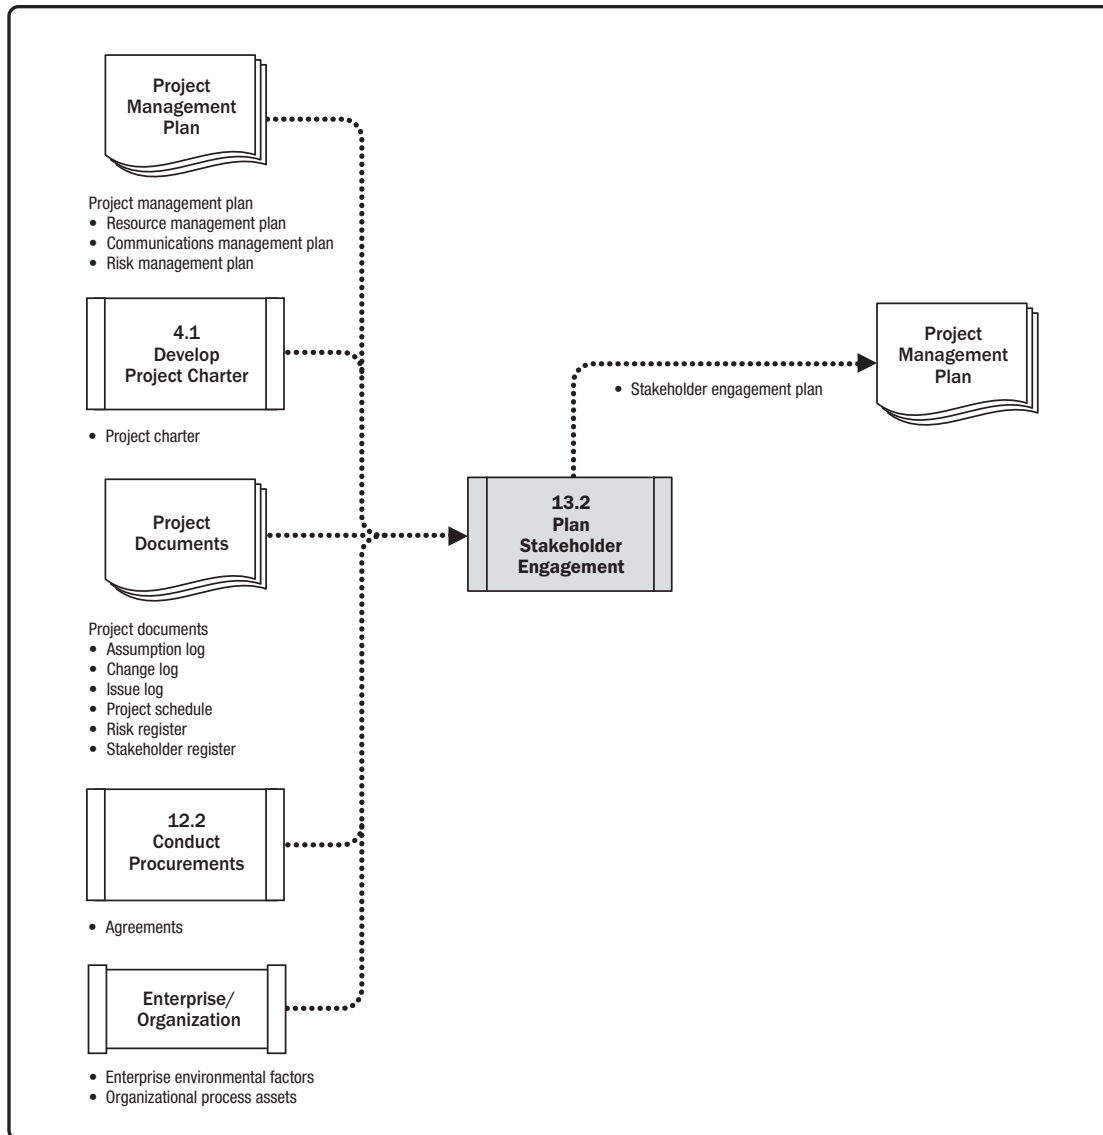 Project
Management
Plan
Project management plan
• Resource management plan
• Communications management plan
• Risk management plan
4.1
Develop
Project Charter
• Project charter
Project
Documents
Project documents
• Assumption log
• Change log
• Issue log
• Project schedule
• Risk register
• Stakeholder register
12.2
Conduct
Procurements
• Agreements
Enterprise/
Organization
• Enterprise environmental factors
• Organizational process assets
13.2
Plan
Stakeholder
Engagement
• Stakeholder engagement plan
Project
Management
Plan